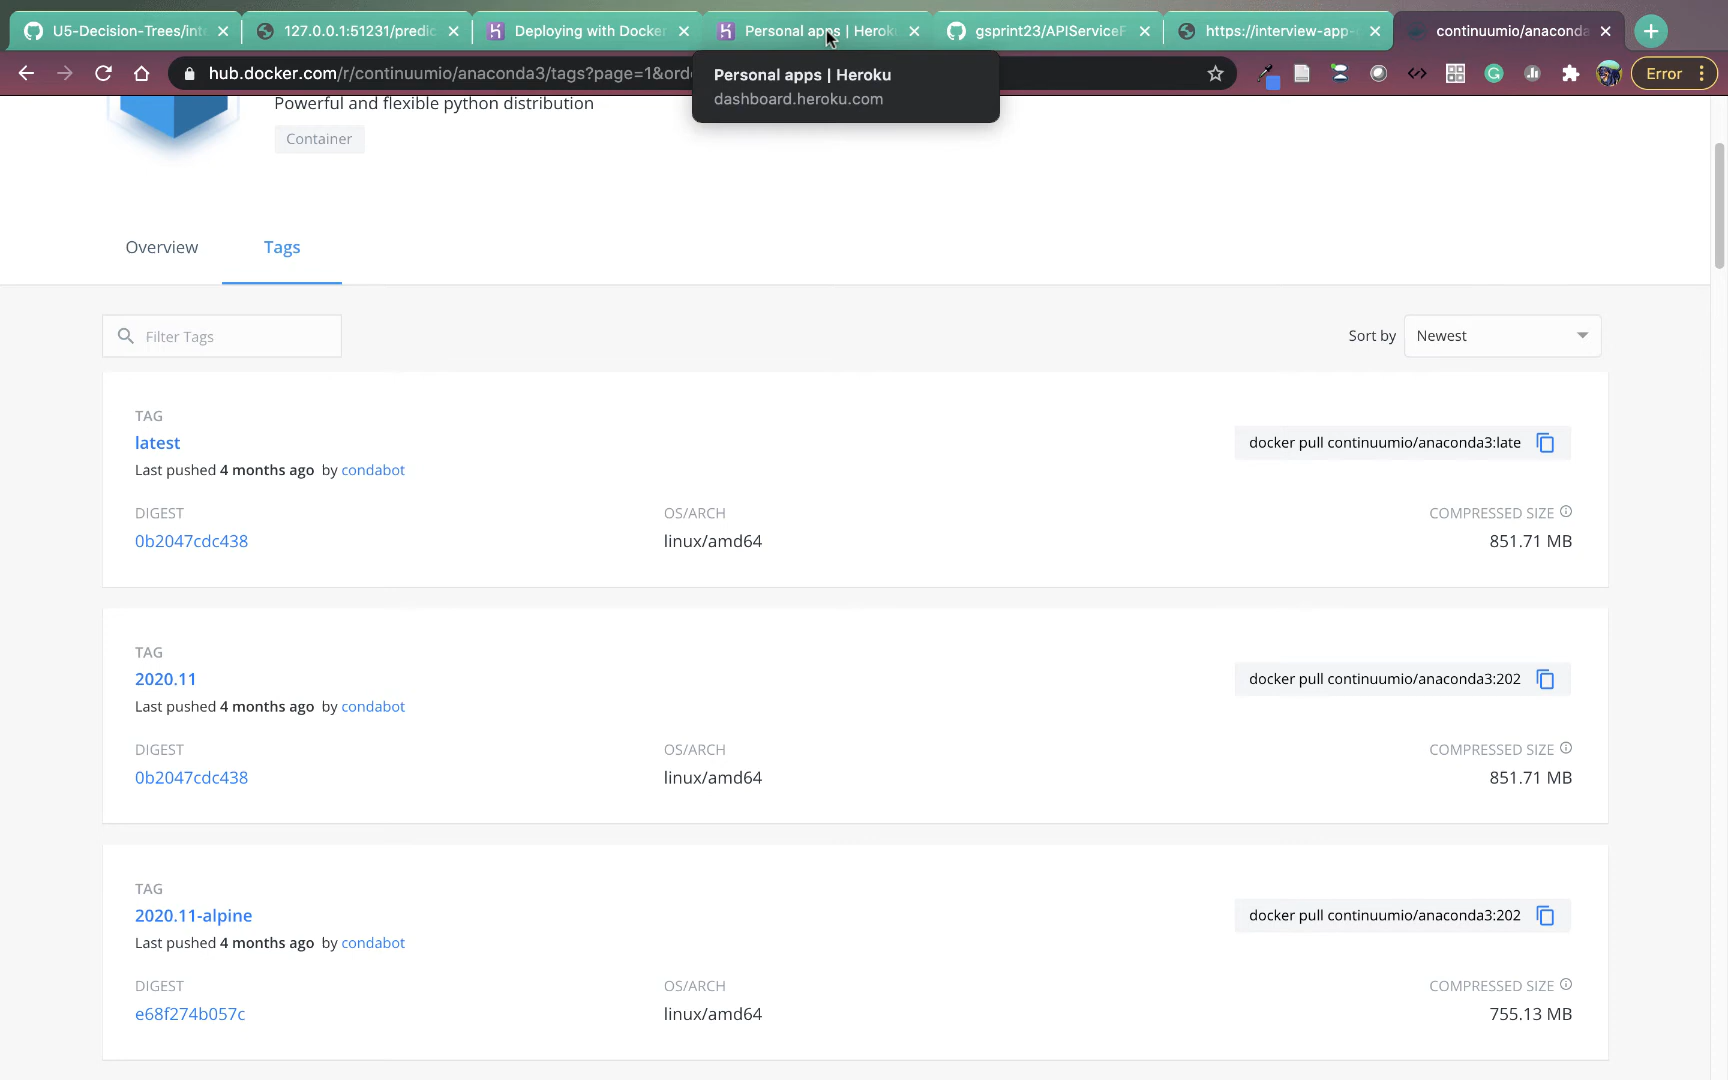 U5-Decision-Trees/int
127.0.0.1:51231/predic
Deploying with Docker
Personal apps | Heroku
gsprint23/APIServiceF
https://interview-app-
continuumio/anaconda
hub.docker.com/r/continuumio/anaconda3/tags?page=1&ord
Error
Personal apps | Heroku
dashboard.heroku.com
Powerful and flexible python distribution
Container
Overview
Tags
Filter Tags
Sort by
Newest
TAG
latest
docker pull continuumio/anaconda3:late
Last pushed 4 months ago by condabot
DIGEST
OS/ARCH
COMPRESSED SIZE
0b2047cdc438
linux/amd64
851.71 MB
TAG
2020.11
docker pull continuumio/anaconda3:202
Last pushed 4 months ago by condabot
DIGEST
OS/ARCH
COMPRESSED SIZE
0b2047cdc438
linux/amd64
851.71 MB
TAG
2020.11-alpine
docker pull continuumio/anaconda3:202
Last pushed 4 months ago by condabot
DIGEST
OS/ARCH
COMPRESSED SIZE
e68f274b057c
linux/amd64
755.13 MB